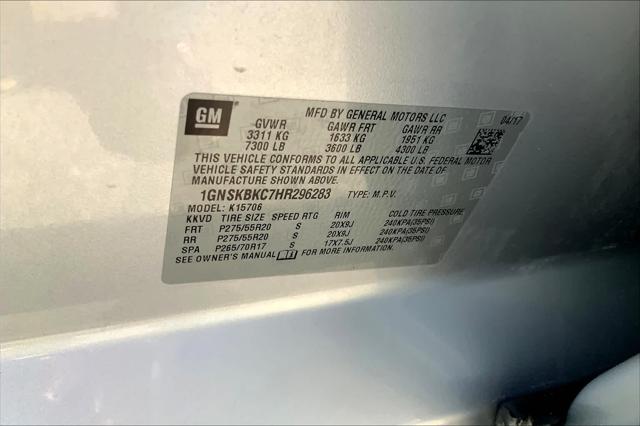 GM
MFD BY GENERAL MOTORS LLC 04/17
GVWR GAWR FRT GAWR RR
3311 KG 1633 KG 1951 KG
7300 LB 3600 LB 4300 LB
THIS VEHICLE CONFORMS TO ALL APPLICABLE U.S. FEDERAL MOTOR
VEHICLE SAFETY STANDARDS IN EFFECT ON THE DATE OF
MANUFACTURE SHOWN ABOVE.
1GNSKBKC7HR296283 TYPE: M.P.V.
MODEL: K15706
KKVD TIRE SIZE SPEED RTG RIM COLD TIRE PRESSURE
FRT P275/55R20 S 20X9J 240KPA(35PSI)
RR P275/55R20 S 20X9J 240KPA(35PSI)
SPA P265/70R17 S 17X7.5J 240KPA(35PSI)
SEE OWNER'S MANUAL FOR MORE INFORMATION.